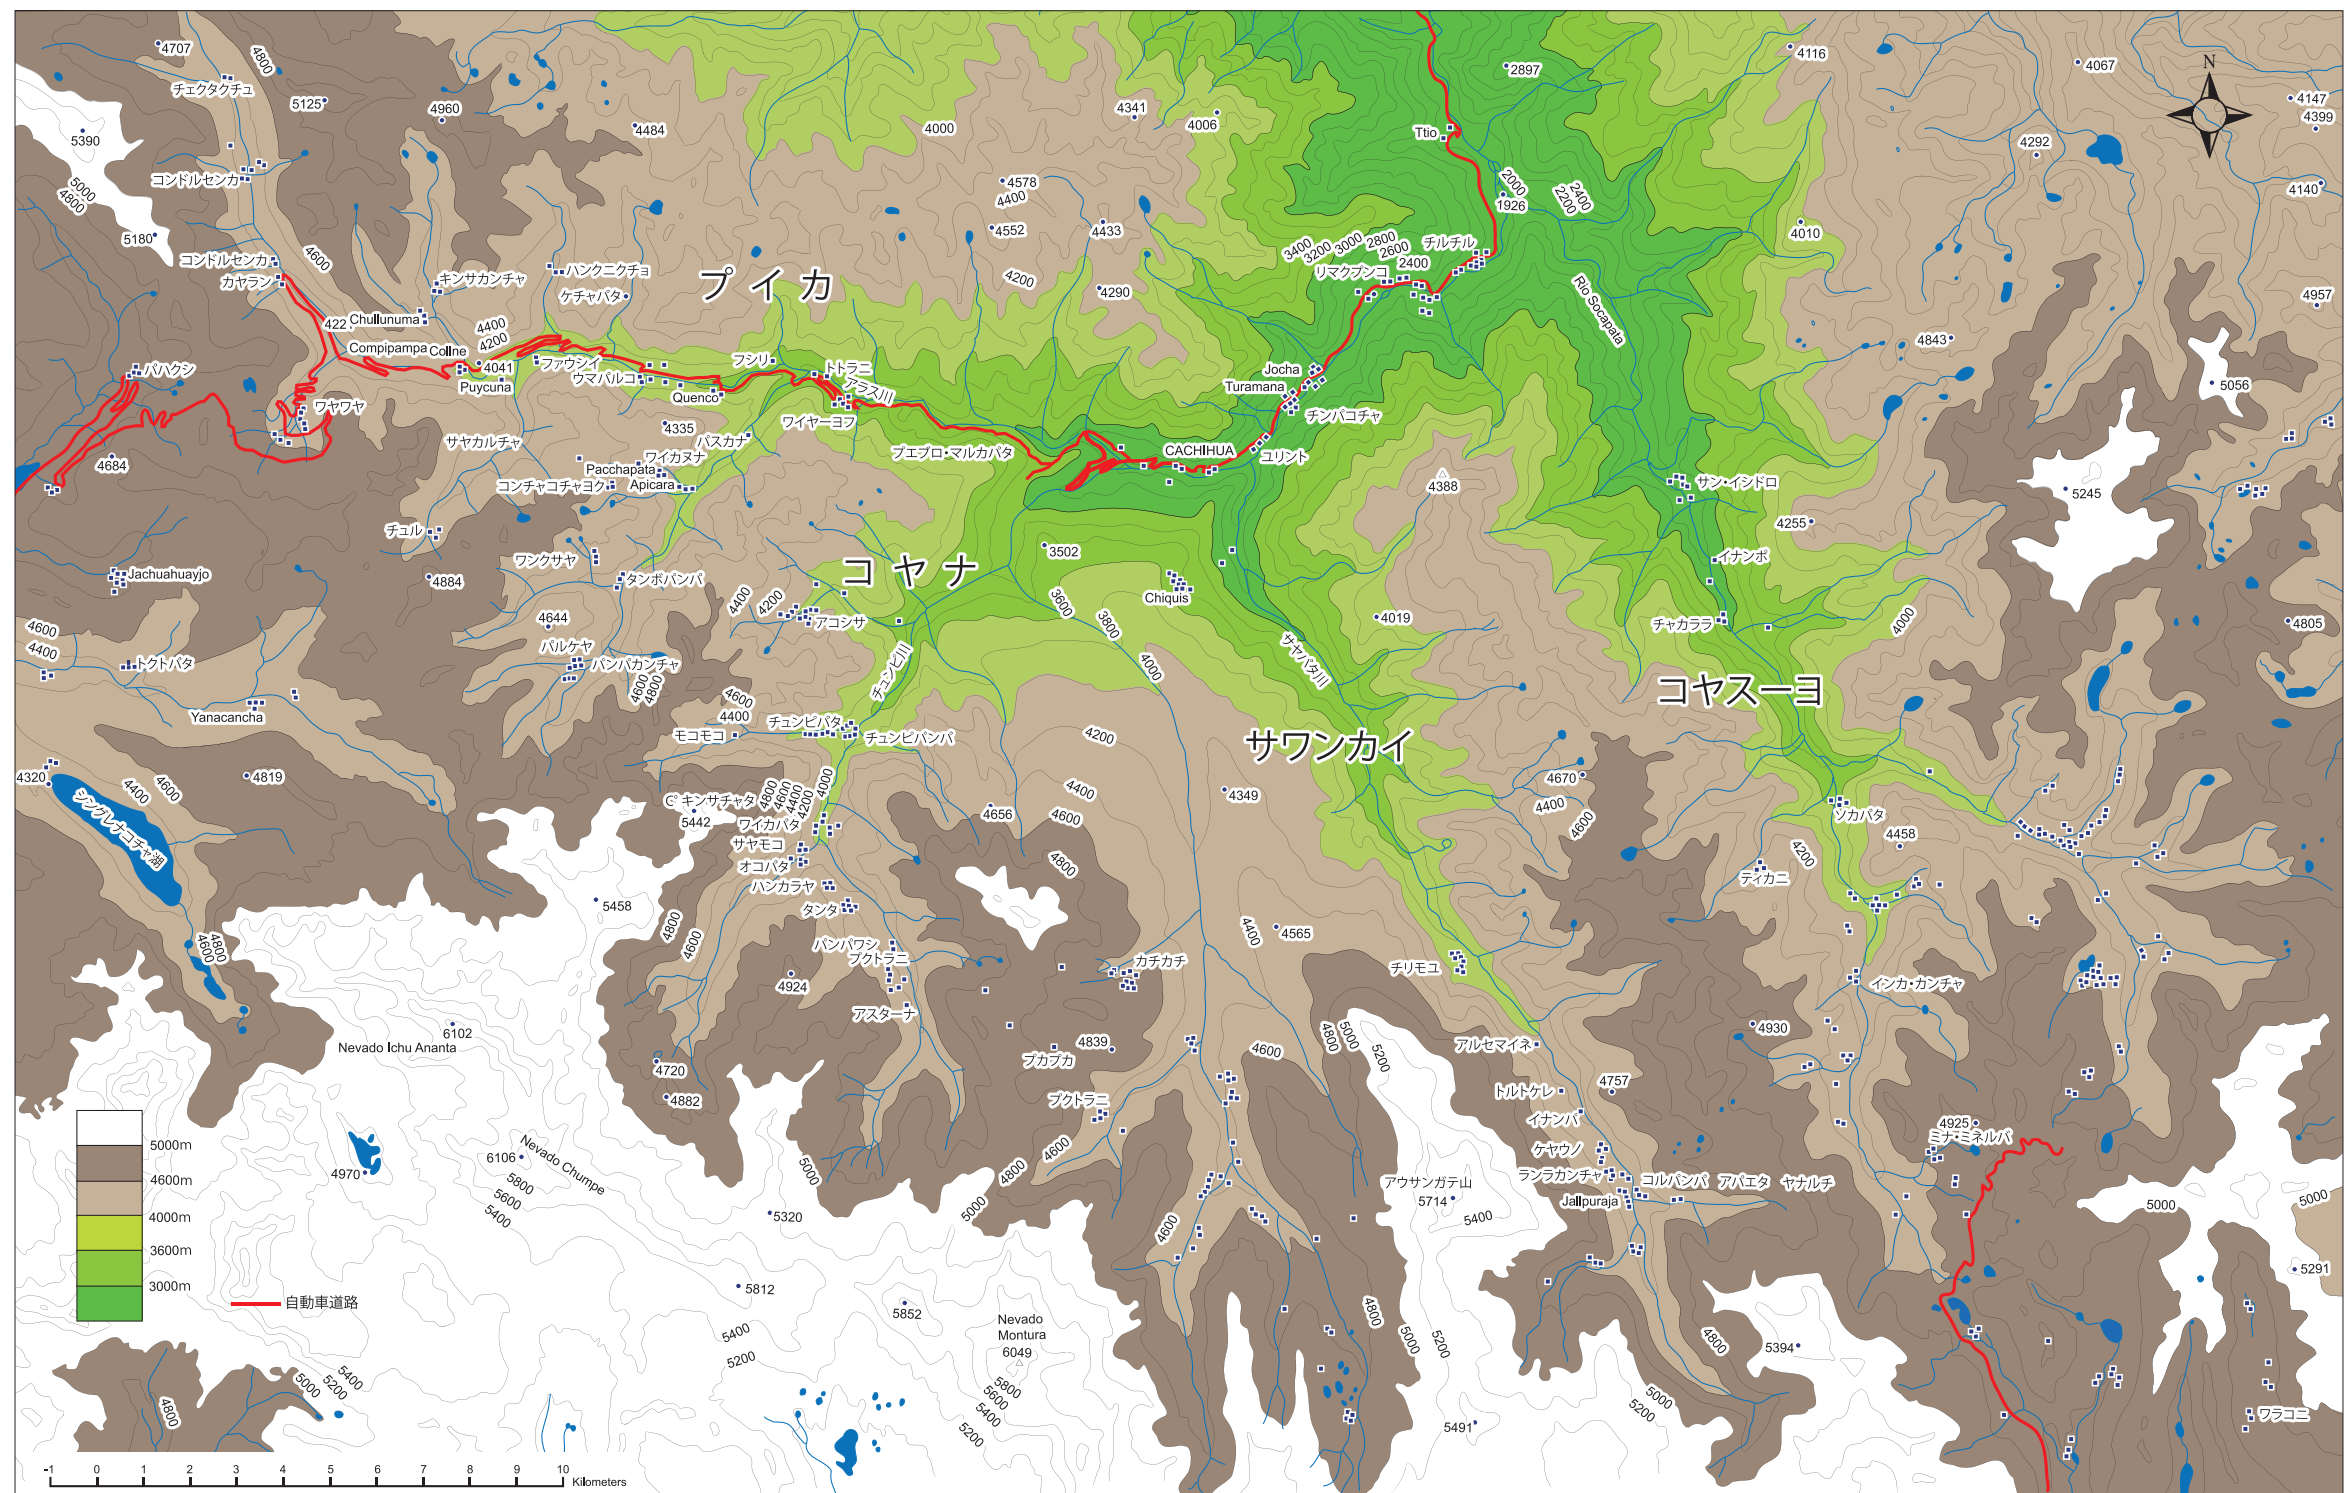 4707
4800
チェクタクチュ
5125
4960
4484
4000
4341
4006
2897
4116
4067
4147
4399
N
5390
Ttio
4292
コンドルセンカ
5000
4800
4578
4400
2000
1926
2400
2200
4140
5180
4552
4433
4010
4600
コンドルセンカ
カヤラン
キンサカンチャ
ハンクニクチョ
ケチャパタ
プイカ
4200
4290
3400
3200
3000
2800
2600
2400
チルチル
リマクプンコ
Rio Socapata
4957
422
Chullunuma
4400
4200
Compipampa
Collne
4041
Puycuna
ファウシイ
ウマパルコ
Quenco
フシリ
トトラニ
アラス川
ワイヤーヨフ
Jocha
Turamana
チンパコチャ
4843
5056
パハクシ
ワヤワヤ
4684
サヤカルチャ
4335
パスカナ
ワイカヌナ
Pacchapata
コンチャコチャヨク
Apicara
プエブロ・マルカパタ
CACHIHUA
ユリント
4388
サン・イシドロ
5245
4255
チュル
ワンクサヤ
3502
コヤナ
イナンポ
Jachuahuayjo
4884
タンボパンパ
4400
4200
アコシサ
3600
3800
4000
Chiquis
4019
チャカララ
4000
4805
4600
4400
トクトパタ
4644
パルケヤ
パンパカンチャ
4600
4800
チュンピ川
サヤパタ川
コヤスーヨ
Yanacancha
4600
4400
モコモコ
チュンピパタ
チュンピパンパ
4200
サワンカイ
4320
4400
4600
シングレナコチャ湖
4819
C° キンサチャタ
5442
4800
4600
4400
4200
4000
ワイカパタ
サヤモコ
オコパタ
ハンカラヤ
タンタ
4656
4400
4600
4800
4349
4670
4400
4600
ソカパタ
4458
4200
ティカニ
5458
4800
4600
4800
4600
パンパワシ
プクトラニ
4924
アスターナ
カチカチ
4400
4565
チリモユ
インカ・カンチャ
6102
Nevado Ichu Ananta
4720
4882
プカプカ
4839
プクトラニ
4600
4600
4800
5000
5200
アルセマイネ
トルトケレ
4757
イナンバ
4930
4925
ミナ・ミネルバ
5000m
4600m
4000m
3600m
3000m
自動車道路
4970
6106
Nevado Chumpe
5800
5600
5400
5000
5320
4800
5000
4600
ケヤウノ
ランラカンチャ
Jallpuraja
コルパンパ
アパエタ
ヤナルチ
アウサンガテ山
5714
5400
5000
5000
5291
5812
5852
5400
5200
Nevado
Montura
6049
5800
5600
5400
5200
4800
5000
5200
4800
5394
5400
5200
5000
4800
5491
5000
5200
ワラコニ
-1 0 1 2 3 4 5 6 7 8 9 10
Kilometers